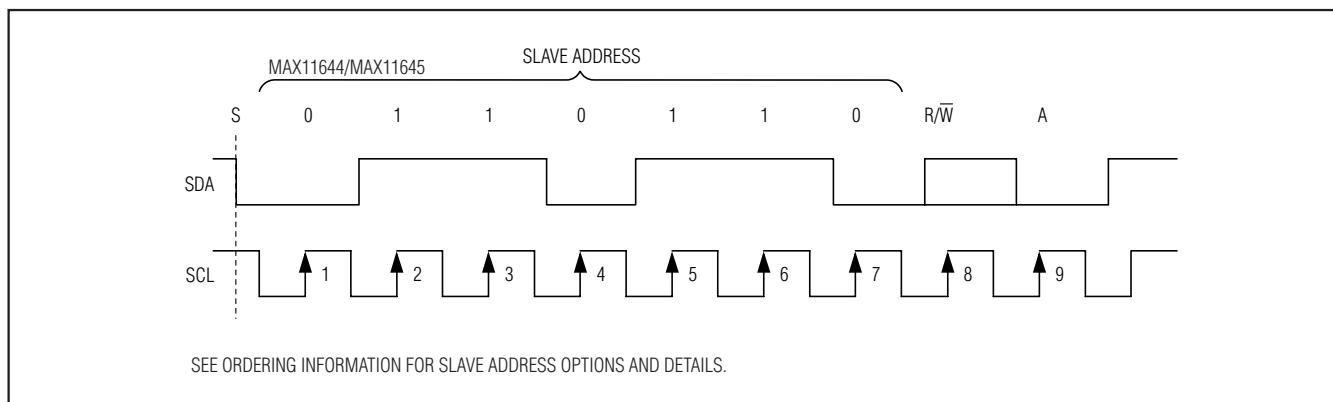 MAX11644/MAX11645
SLAVE ADDRESS
S 0 1 1 0 1 1 0 R/W̅ A
SDA
SCL 1 2 3 4 5 6 7 8 9
SEE ORDERING INFORMATION FOR SLAVE ADDRESS OPTIONS AND DETAILS.